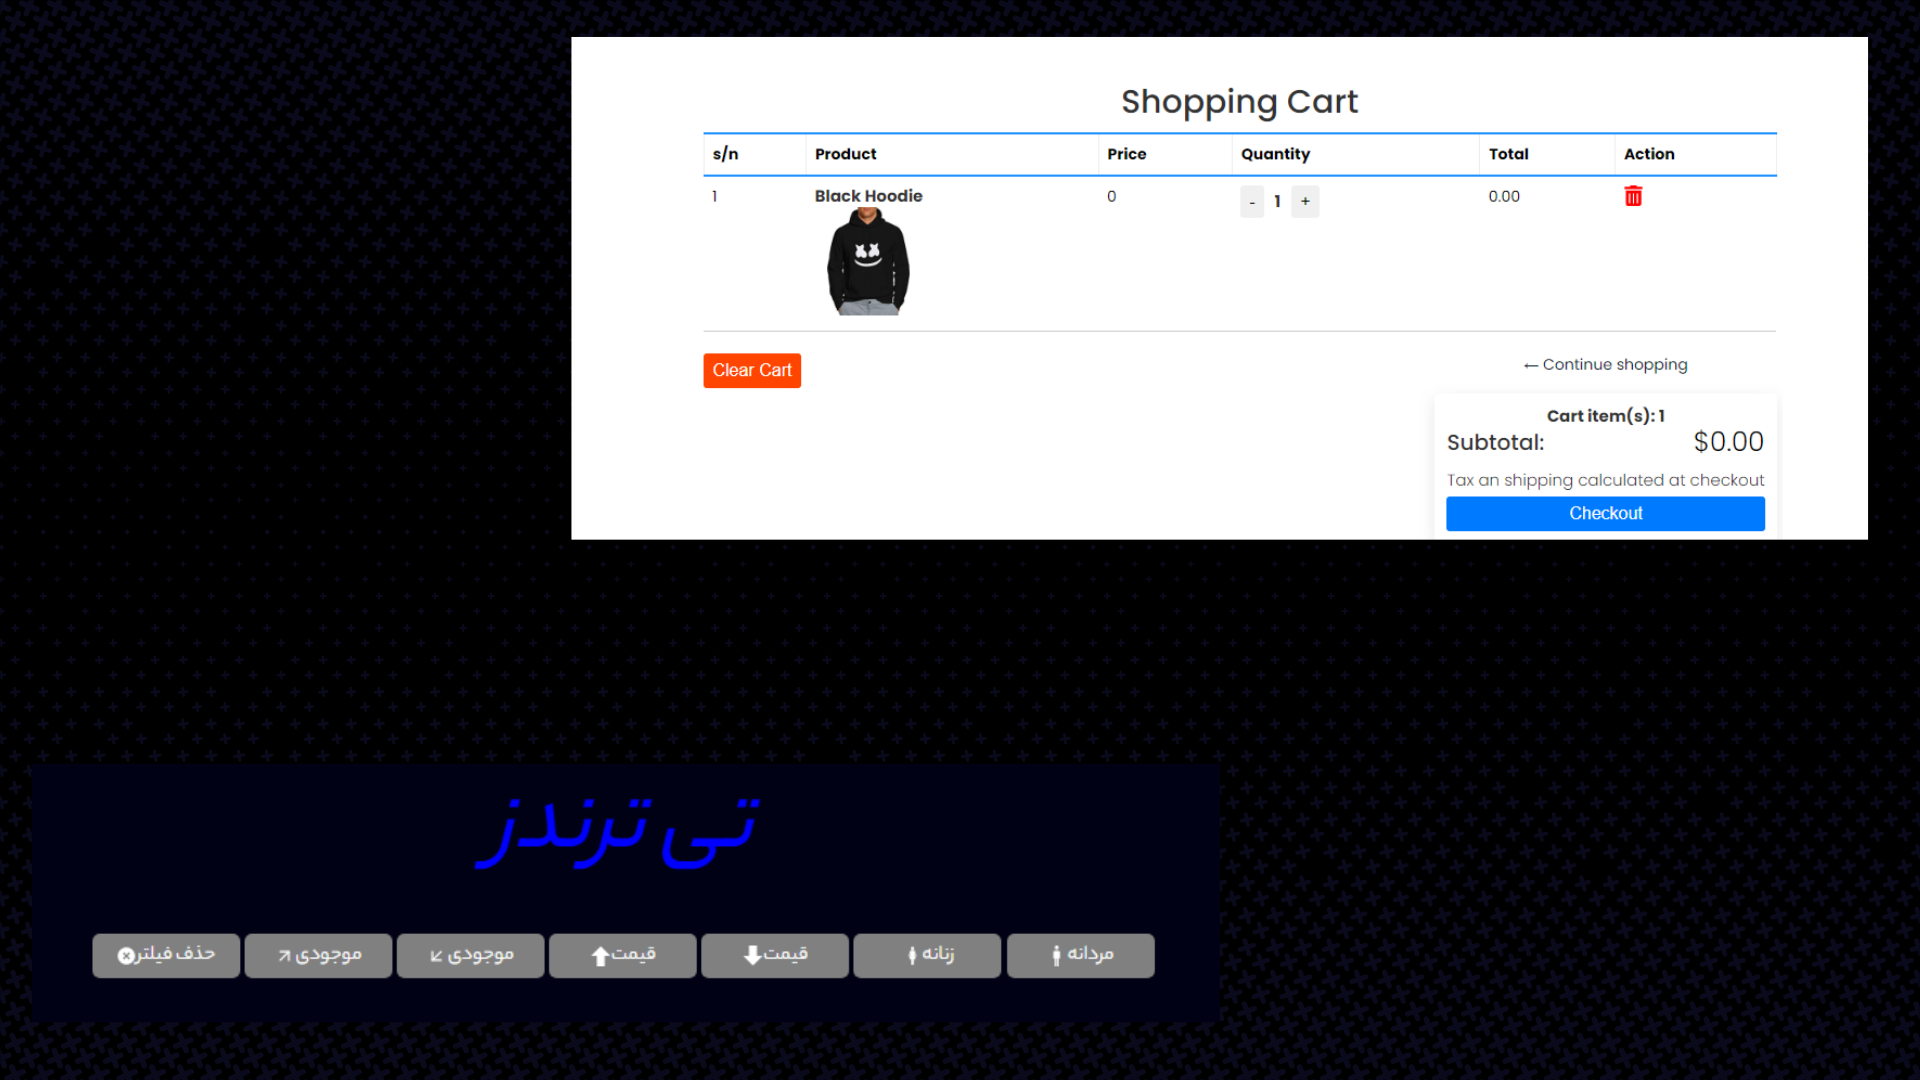 Shopping Cart
s/n Product Price Quantity Total Action
1 Black Hoodie 0 - 1 + 0.00
Clear Cart
← Continue shopping
Cart item(s): 1
Subtotal: $0.00
Tax an shipping calculated at checkout
Checkout
تی ترندز
مردانه زنانه قیمت قیمت موجودی موجودی حذف فیلتر